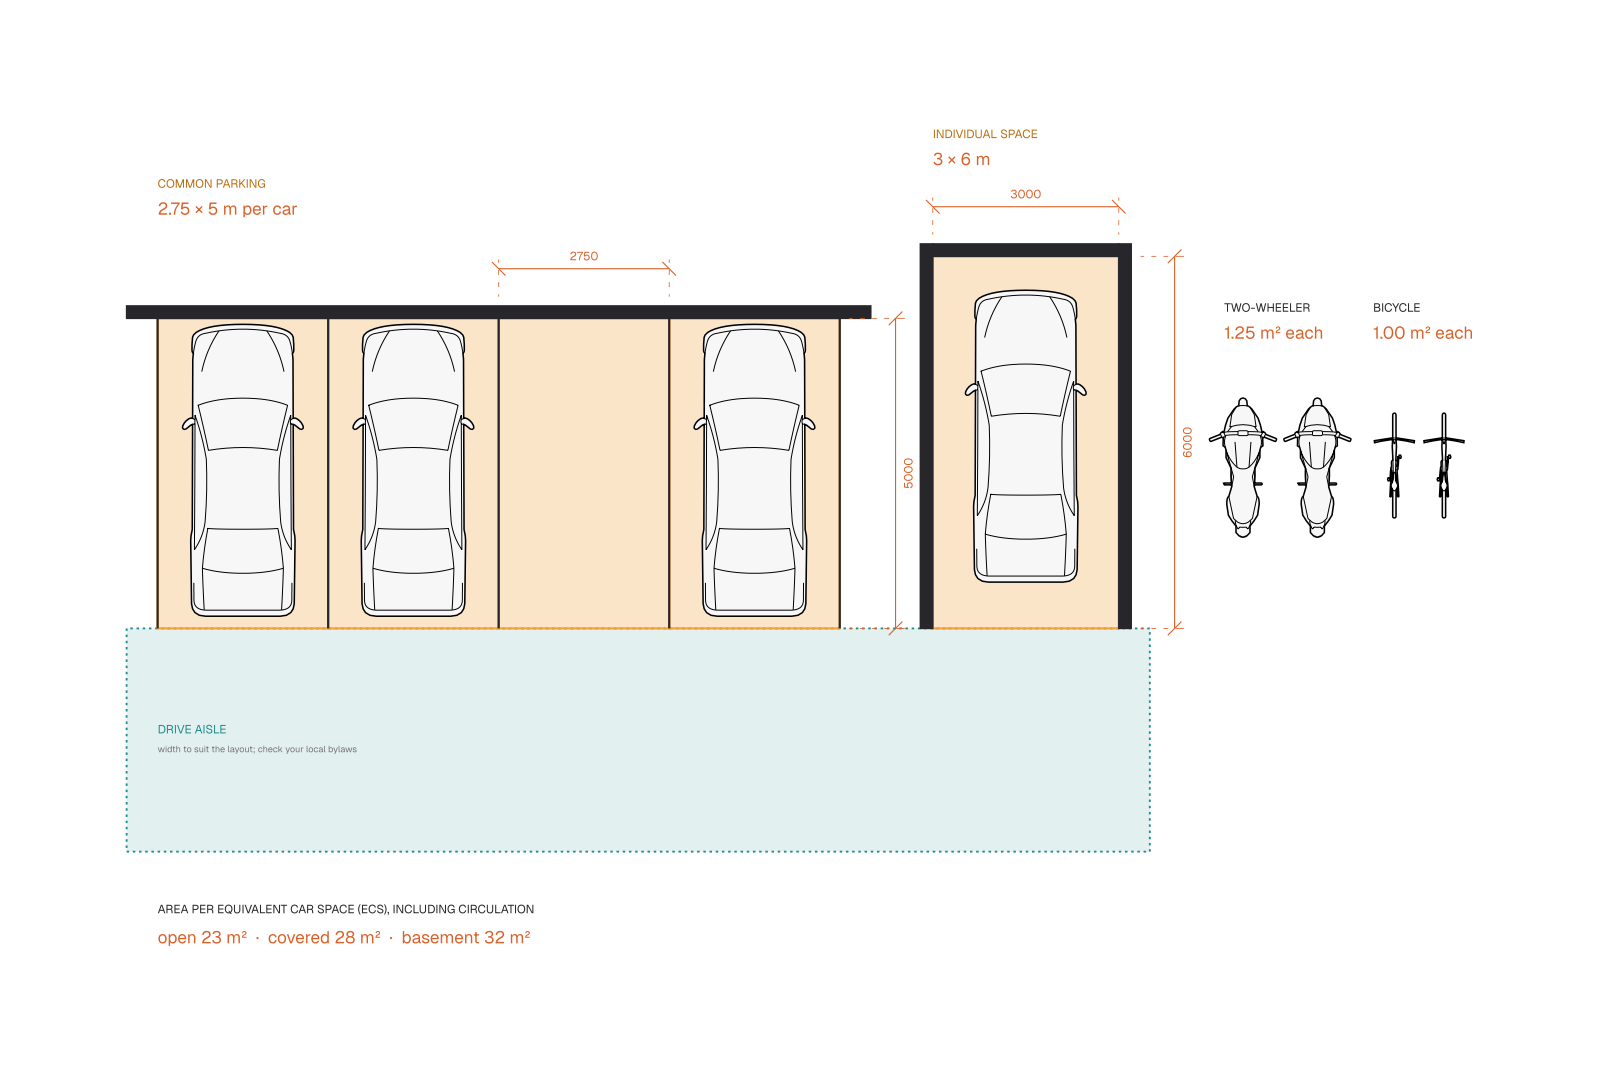 INDIVIDUAL SPACE
3 × 6 m
COMMON PARKING
2.75 × 5 m per car
3000
2750
TWO-WHEELER
1.25 m² each
BICYCLE
1.00 m² each
5000
6000
DRIVE AISLE
width to suit the layout; check your local bylaws
AREA PER EQUIVALENT CAR SPACE (ECS), INCLUDING CIRCULATION
open 23 m² · covered 28 m² · basement 32 m²